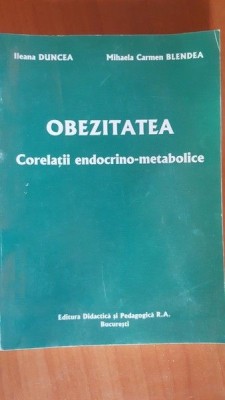 Ileana DUNCEA Mihaela Carmen BLENDEA
OBEZITATEA
Corelații endocrino-metabolice
Editura Didactică și Pedagogică R.A.
București